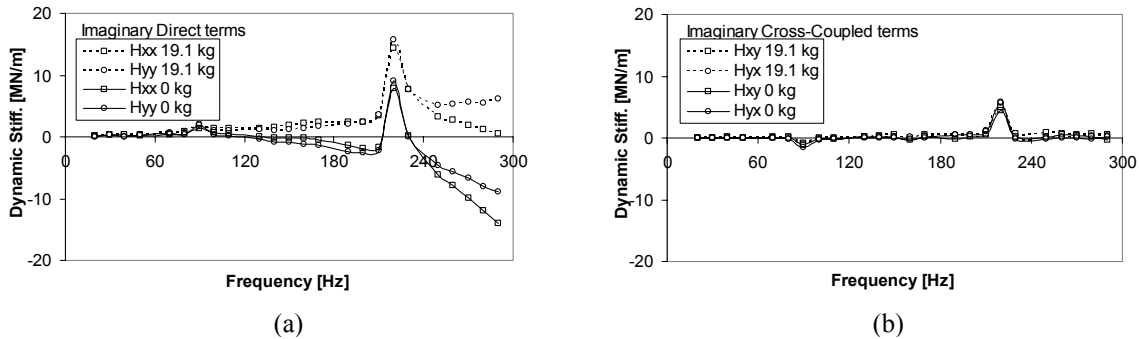 Imaginary Direct terms
Hxx 19.1 kg
Hyy 19.1 kg
Hxx 0 kg
Hyy 0 kg
20
10
0
-10
-20
0 60 120 180 240 300
Dynamic Stiff. [MN/m]
Frequency [Hz]
(a)
Imaginary Cross-Coupled terms
Hxy 19.1 kg
Hyx 19.1 kg
Hxy 0 kg
Hyx 0 kg
20
10
0
-10
-20
0 60 120 180 240 300
Dynamic Stiff. [MN/m]
Frequency [Hz]
(b)